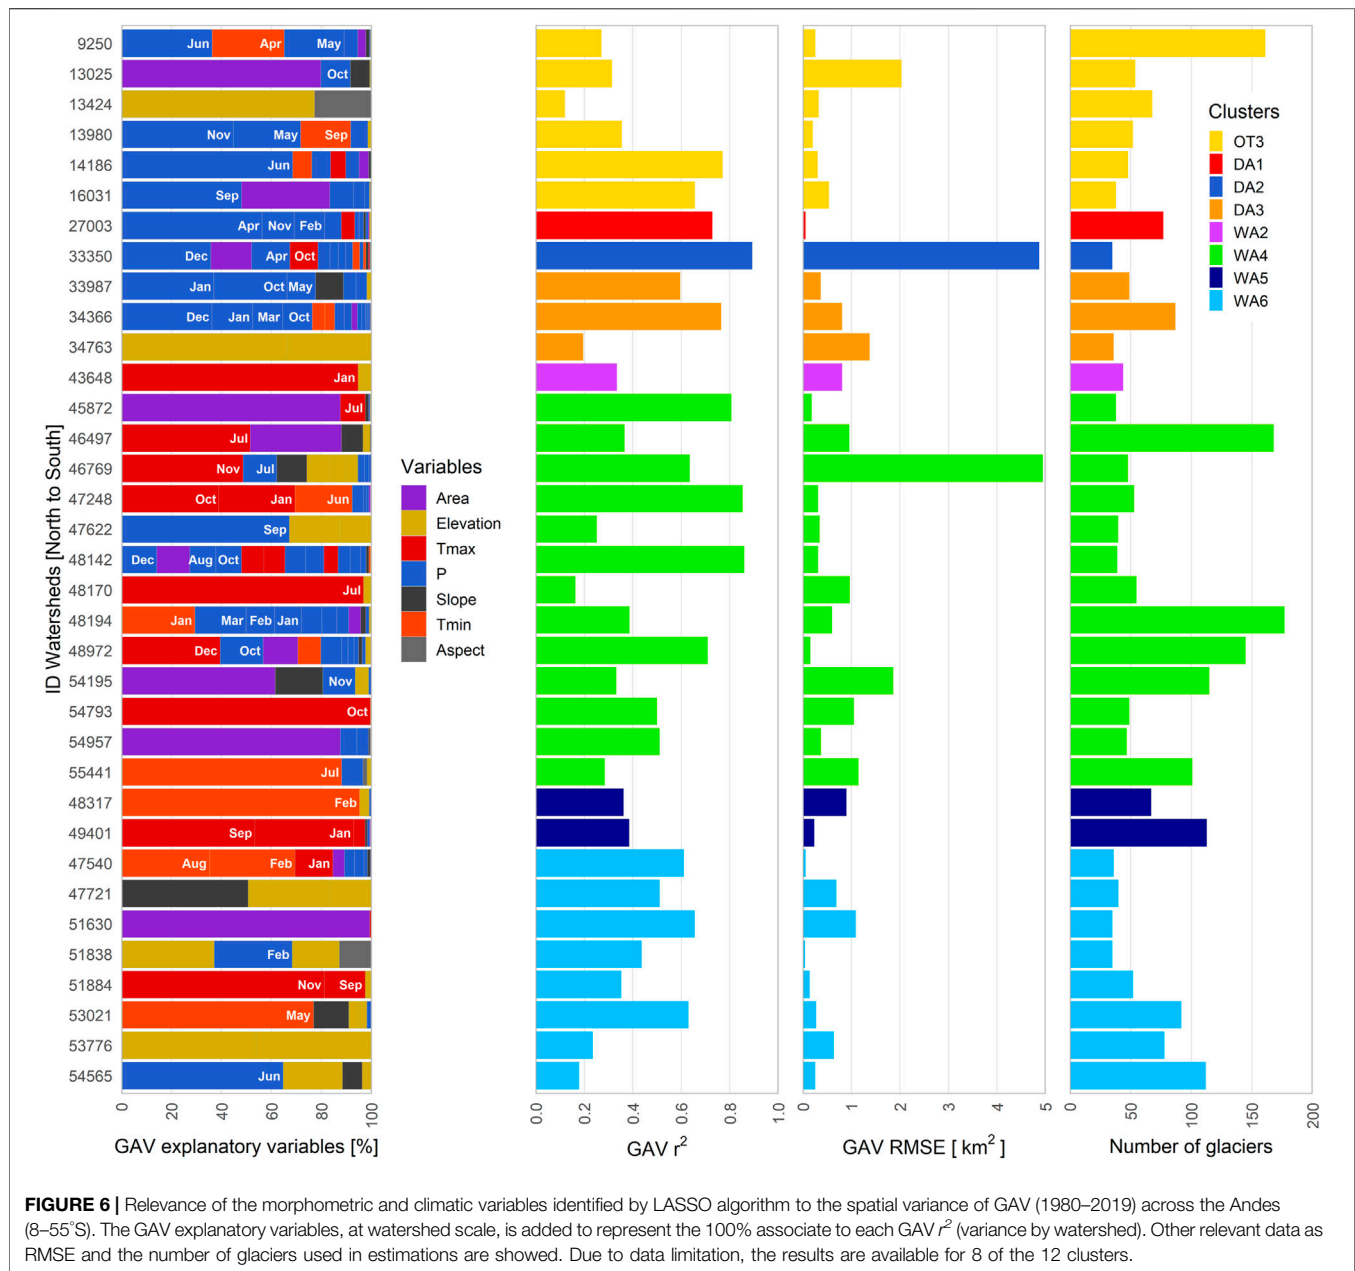 9250 Jun Apr May
13025 Oct
13424
13980 Nov May Sep
14186 Jun
16031 Sep
27003 Apr Nov Feb
33350 Dec Apr Oct
33987 Jan Oct May
34366 Dec Jan Mar Oct
34763
43648 Jan
45872 Jul
46497 Jul
46769 Nov Jul
47248 Oct Jan Jun
47622 Sep
48142 Dec Aug Oct
48170 Jul
48194 Jan Mar Feb Jan
48972 Dec Oct
54195 Nov
54793 Oct
54957
55441 Jul
48317 Feb
49401 Sep Jan
47540 Aug Feb Jan
47721
51630
51838 Feb
51884 Nov Sep
53021 May
53776
54565 Jun
ID Watersheds [North to South]
0 20 40 60 80 100
GAV explanatory variables [%]
Variables
Area
Elevation
Tmax
P
Slope
Tmin
Aspect
0.0 0.2 0.4 0.6 0.8 1.0
GAV r²
0 1 2 3 4 5
GAV RMSE [ km²]
0 50 100 150 200
Number of glaciers
Clusters
OT3
DA1
DA2
DA3
WA2
WA4
WA5
WA6
FIGURE 6 | Relevance of the morphometric and climatic variables identified by LASSO algorithm to the spatial variance of GAV (1980–2019) across the Andes
(8–55°S). The GAV explanatory variables, at watershed scale, is added to represent the 100% associate to each GAV r² (variance by watershed). Other relevant data as
RMSE and the number of glaciers used in estimations are showed. Due to data limitation, the results are available for 8 of the 12 clusters.